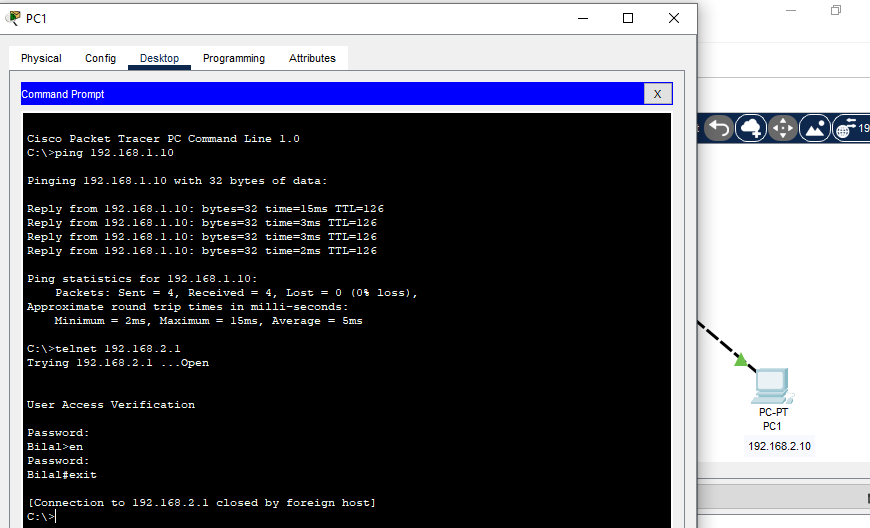 PC1
Physical Config Desktop Programming Attributes
Command Prompt X
Cisco Packet Tracer PC Command Line 1.0
C:\>ping 192.168.1.10
Pinging 192.168.1.10 with 32 bytes of data:
Reply from 192.168.1.10: bytes=32 time=15ms TTL=126
Reply from 192.168.1.10: bytes=32 time=3ms TTL=126
Reply from 192.168.1.10: bytes=32 time=3ms TTL=126
Reply from 192.168.1.10: bytes=32 time=2ms TTL=126
Ping statistics for 192.168.1.10:
Packets: Sent = 4, Received = 4, Lost = 0 (0% loss),
Approximate round trip times in milli-seconds:
Minimum = 2ms, Maximum = 15ms, Average = 5ms
C:\>telnet 192.168.2.1
Trying 192.168.2.1 ...Open
User Access Verification
Password:
Bilal>en
Password:
Bilal#exit
[Connection to 192.168.2.1 closed by foreign host]
C:\>
19
PC-PT
PC1
192.168.2.10